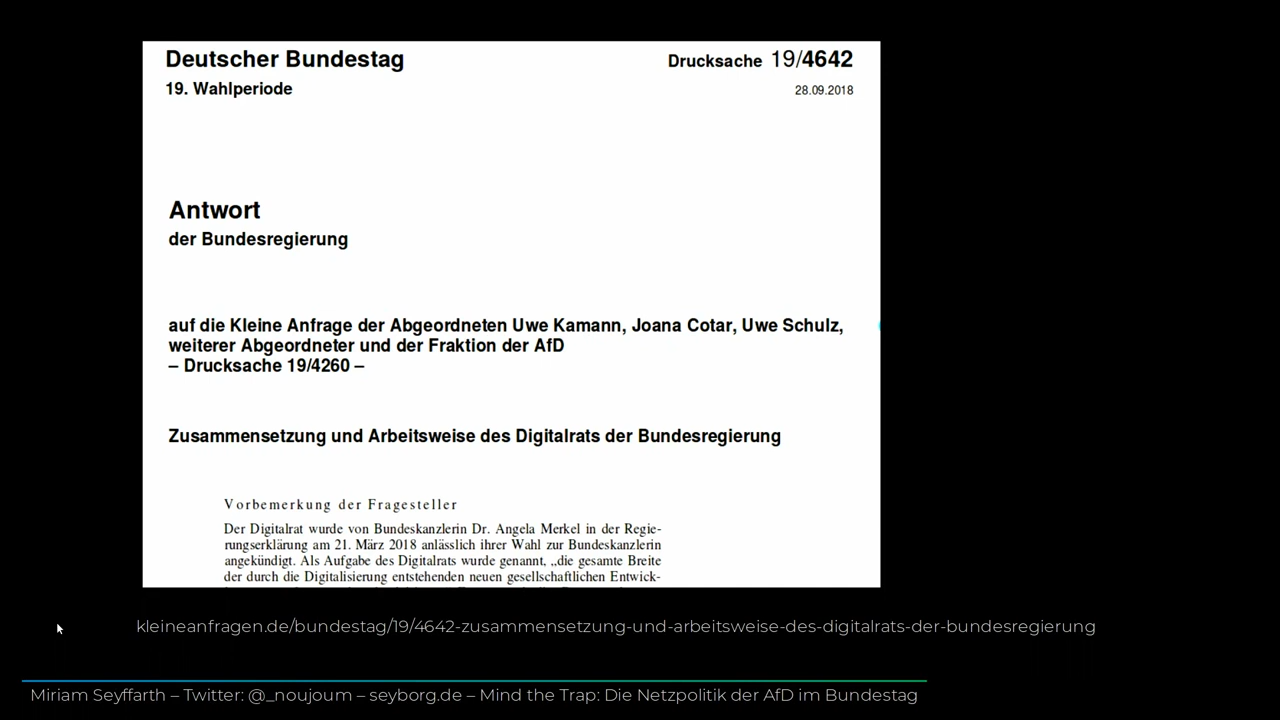 Deutscher Bundestag
Drucksache 19/4642
19. Wahlperiode
28.09.2018
Antwort
der Bundesregierung
auf die Kleine Anfrage der Abgeordneten Uwe Kamann, Joana Cotar, Uwe Schulz,
weiterer Abgeordneter und der Fraktion der AfD
– Drucksache 19/4260 –
Zusammensetzung und Arbeitsweise des Digitalrats der Bundesregierung
Vorbemerkung der Fragesteller
Der Digitalrat wurde von Bundeskanzlerin Dr. Angela Merkel in der Regie-
rungserklärung am 21. März 2018 anlässlich ihrer Wahl zur Bundeskanzlerin
angekündigt. Als Aufgabe des Digitalrats wurde genannt, „die gesamte Breite
der durch die Digitalisierung entstehenden neuen gesellschaftlichen Entwick-
kleineanfragen.de/bundestag/19/4642-zusammensetzung-und-arbeitsweise-des-digitalrats-der-bundesregierung
Miriam Seyffarth – Twitter: @_noujoum – seyborg.de – Mind the Trap: Die Netzpolitik der AfD im Bundestag